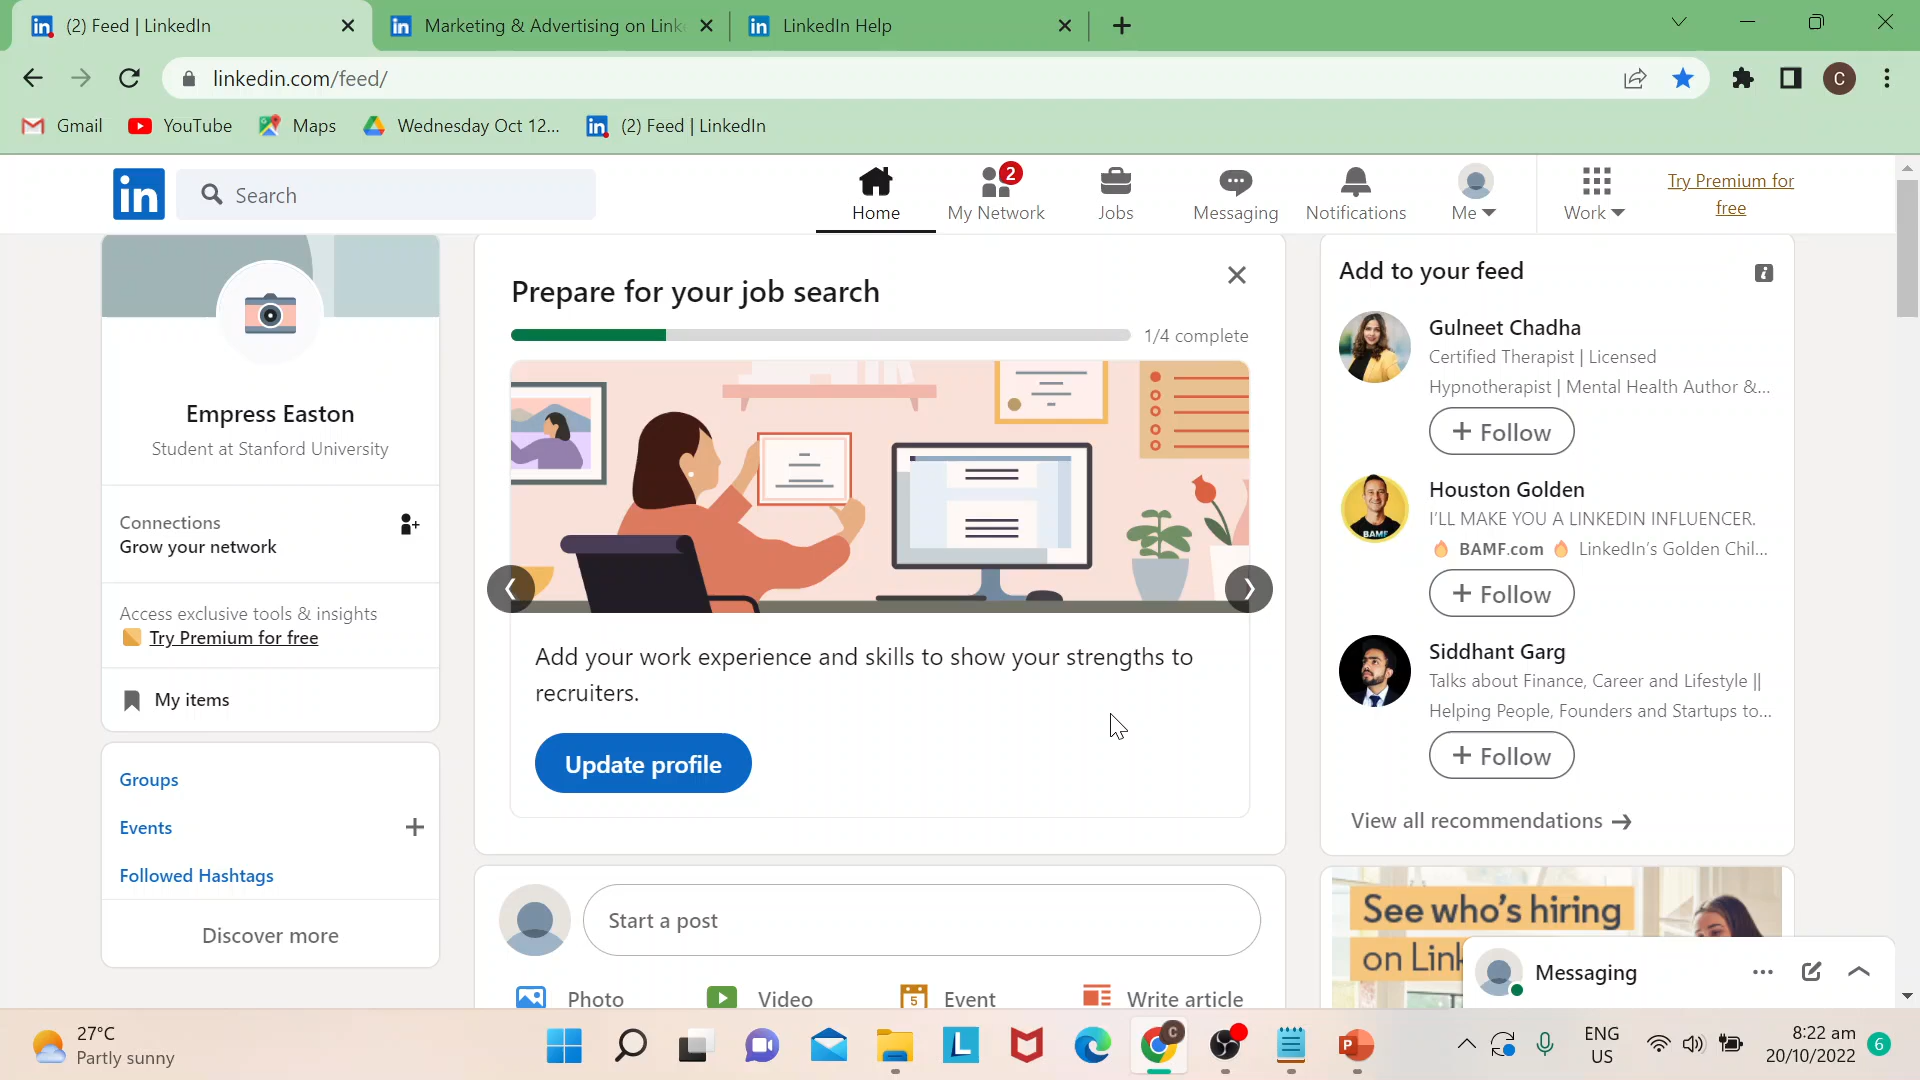 (2) Feed | LinkedIn
Marketing & Advertising on Link
LinkedIn Help
linkedin.com/feed/
C
Gmail
YouTube
Maps
Wednesday Oct 12...
(2) Feed | LinkedIn
in
Search
Home
2
My Network
Jobs
Messaging
Notifications
Me
Work
Try Premium for
free
Empress Easton
Student at Stanford University
Connections
Grow your network
Access exclusive tools & insights
Try Premium for free
My items
Groups
Events
Followed Hashtags
Discover more
Prepare for your job search
1/4 complete
Add your work experience and skills to show your strengths to
recruiters.
Update profile
Start a post
Photo
Video
5
Event
Write article
Add to your feed
Gulneet Chadha
Certified Therapist | Licensed
Hypnotherapist | Mental Health Author &...
+ Follow
Houston Golden
I'LL MAKE YOU A LINKEDIN INFLUENCER.
BAMF
BAMF.com LinkedIn's Golden Chil...
+ Follow
Siddhant Garg
Talks about Finance, Career and Lifestyle ||
Helping People, Founders and Startups to...
+ Follow
View all recommendations →
See who's hiring
on Link
Messaging
27°C
Partly sunny
L
C
P
ENG
US
8:22 am
20/10/2022
6